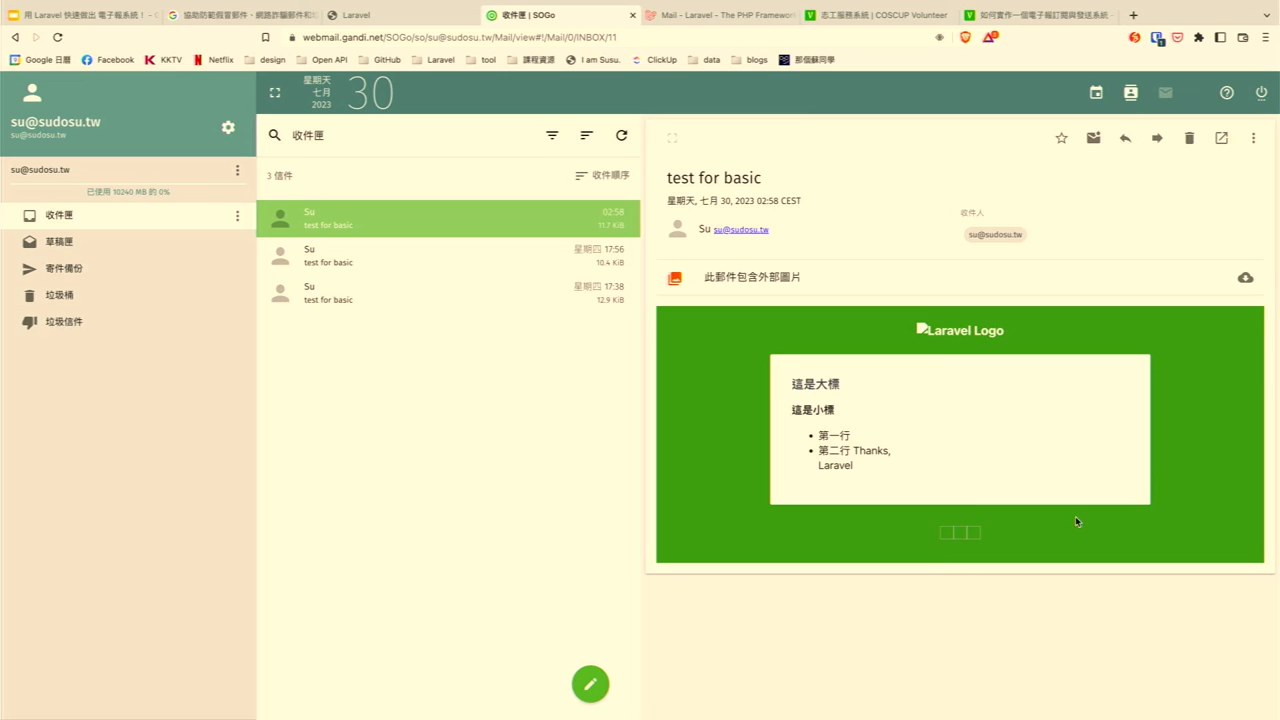 用 Laravel 快速做出 電子報系統！ -
協助防範假冒郵件、網路詐騙郵件和垃
Laravel
收件匣 | SOGo
Mail - Laravel - The PHP Framework
志工服務系統 | COSCUP Volunteer
如何實作一個電子報訂閱與發送系統 -
webmail.gandi.net/SOGo/so/su@sudosu.tw/Mail/view#!/Mail/0/INBOX/11
Google 日曆
Facebook
KKTV
Netflix
design
Open API
GitHub
Laravel
tool
課程資源
I am Susu.
ClickUp
data
blogs
那個蘇同學
su@sudosu.tw
su@sudosu.tw
星期天
七月
2023
30
su@sudosu.tw
已使用 10240 MB 的 0%
收件匣
草稿匣
寄件備份
垃圾桶
垃圾信件
收件匣
3 信件
收件順序
Su
02:58
test for basic
11.7 KiB
Su
星期四 17:56
test for basic
10.4 KiB
Su
星期四 17:38
test for basic
12.9 KiB
test for basic
星期天, 七月 30, 2023 02:58 CEST
Su su@sudosu.tw
收件人
su@sudosu.tw
此郵件包含外部圖片
Laravel Logo
這是大標
這是小標
• 第一行
• 第二行 Thanks,
Laravel